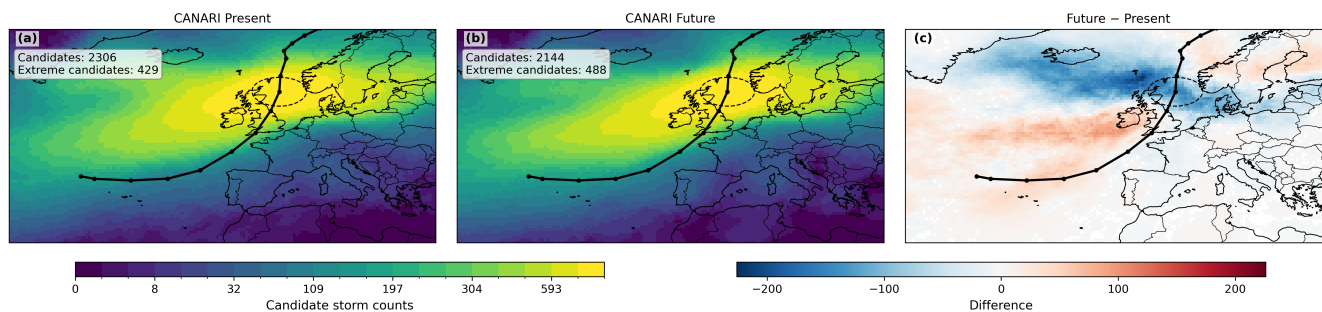 CANARI Present
CANARI Future
Future − Present
(a)
Candidates: 2306
Extreme candidates: 429
(b)
Candidates: 2144
Extreme candidates: 488
(c)
0 8 32 109 197 304 593
Candidate storm counts
−200 −100 0 100 200
Difference